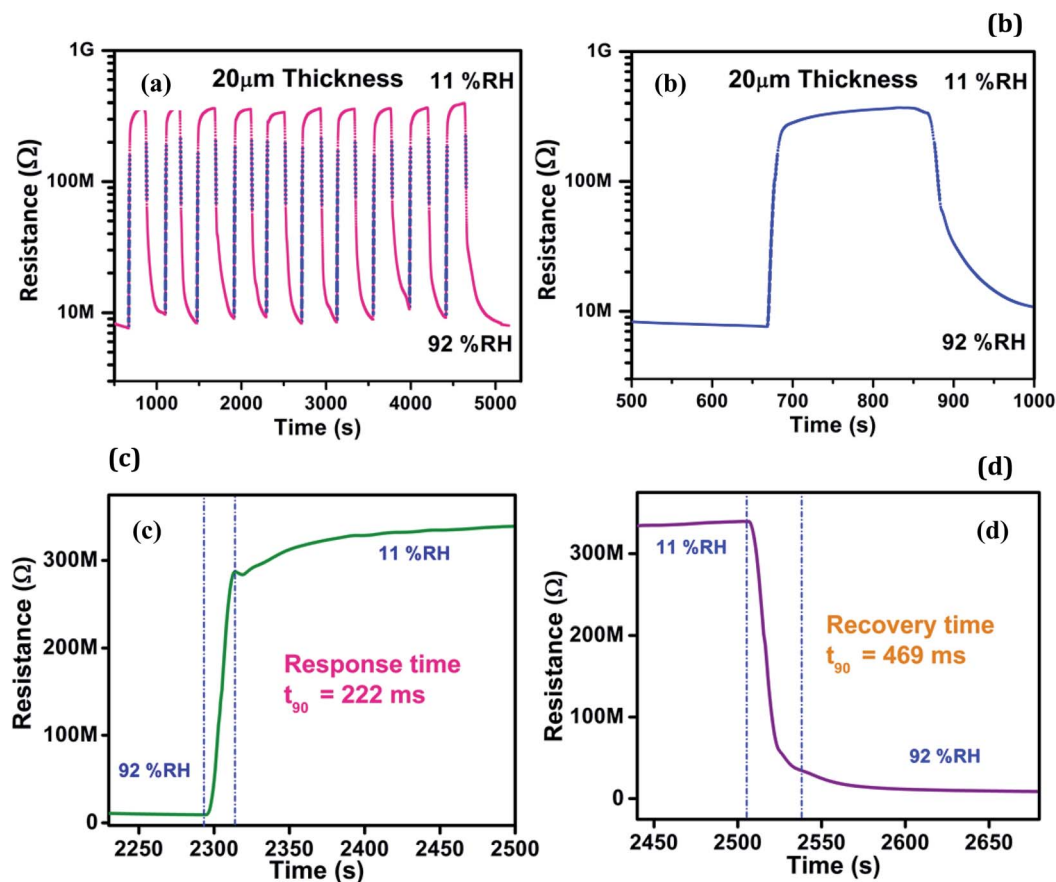 (b)
(a)
20μm Thickness
11 %RH
92 %RH
1G
100M
10M
Resistance (Ω)
1000 2000 3000 4000 5000
Time (s)
(b)
20μm Thickness
11 %RH
92 %RH
1G
100M
10M
Resistance (Ω)
500 600 700 800 900 1000
Time (s)
(c)
(c)
300M
200M
100M
0
Resistance (Ω)
11 %RH
Response time
t90 = 222 ms
92 %RH
2250 2300 2350 2400 2450 2500
Time (s)
(d)
(d)
300M
200M
100M
0
Resistance (Ω)
11 %RH
Recovery time
t90 = 469 ms
92 %RH
2450 2500 2550 2600 2650
Time (s)